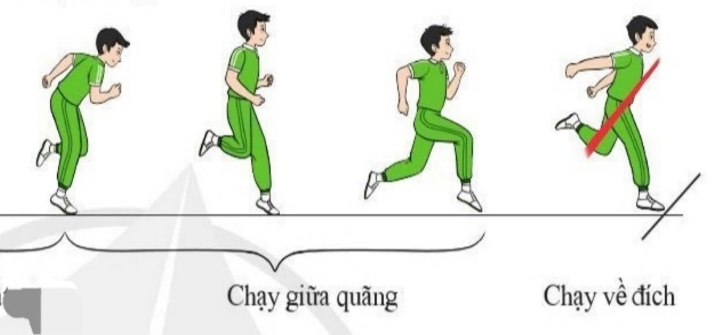 Chạy giữa quãng
Chạy về đích